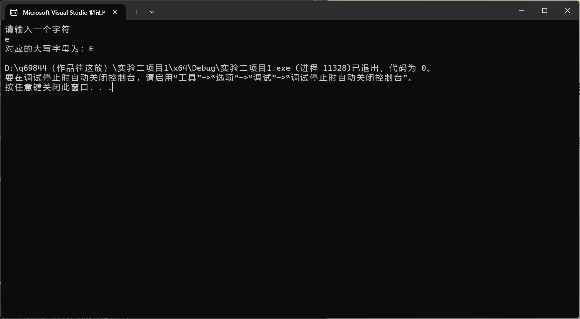 Microsoft Visual Studio 调试控
请输入一个字符
e
对应的大写字母为：E
D:\q69844（作品往这放）\实验二项目1\x64\Debug\实验二项目1.exe (进程 11328)已退出，代码为 0。
要在调试停止时自动关闭控制台，请启用“工具”->“选项”->“调试”->“调试停止时自动关闭控制台”。
按任意键关闭此窗口. . .